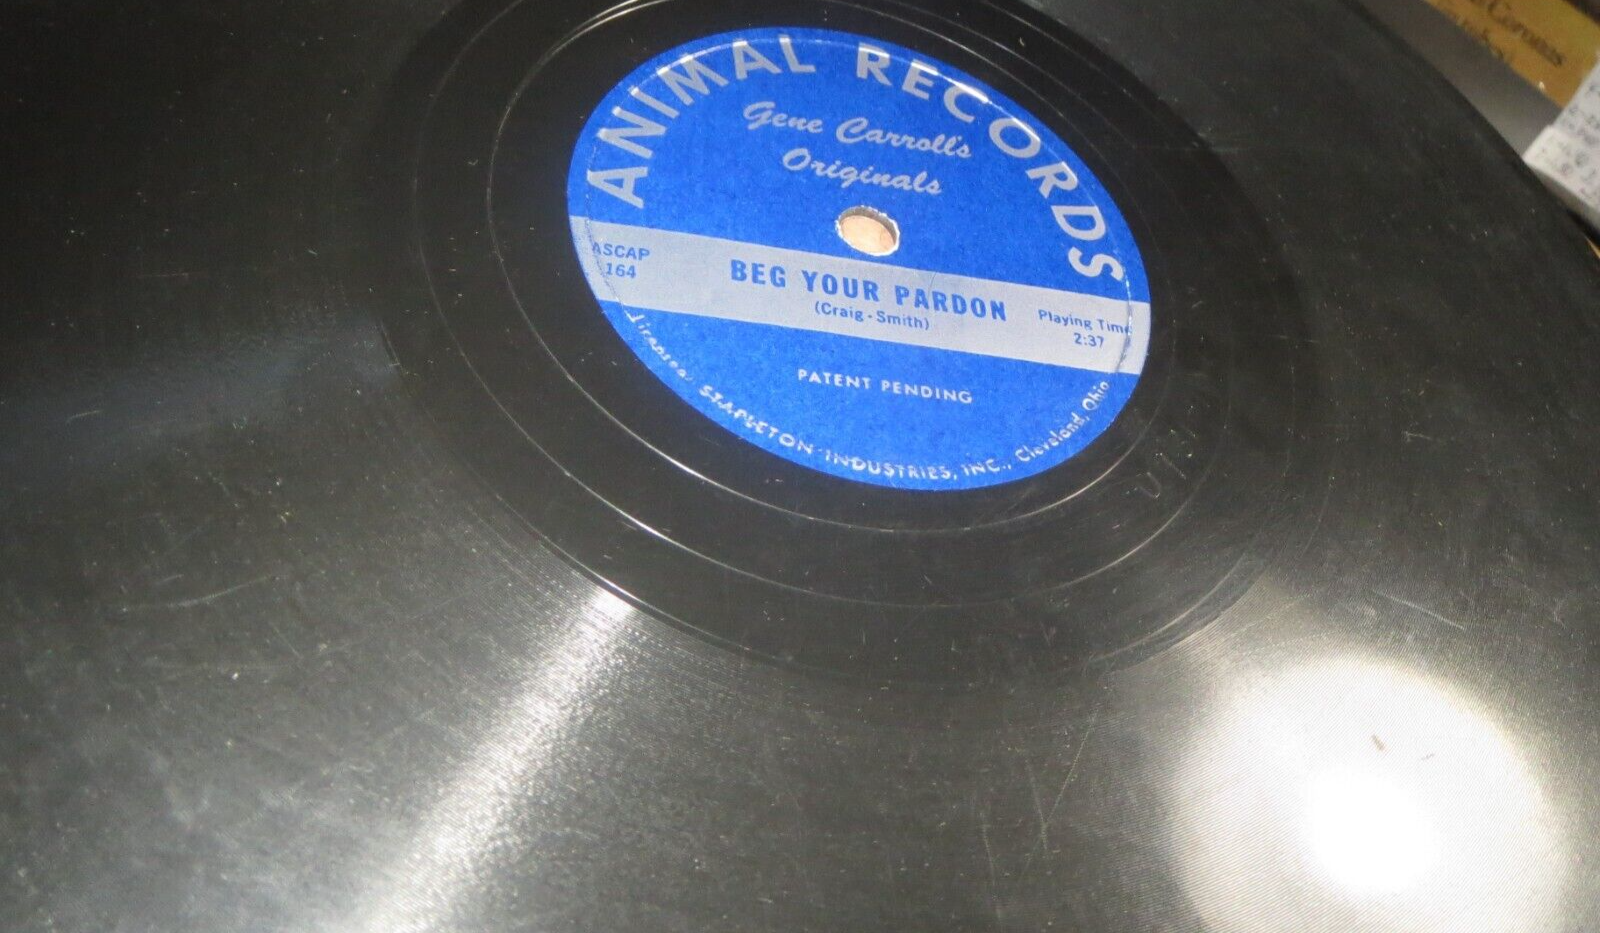 ANIMAL RECORDS
Gene Carroll's
Originals
ASCAP
164
BEG YOUR PARDON
(Craig - Smith)
Playing Time
2:37
PATENT PENDING
STAPLETON INDUSTRIES, INC., Cleveland, Ohio